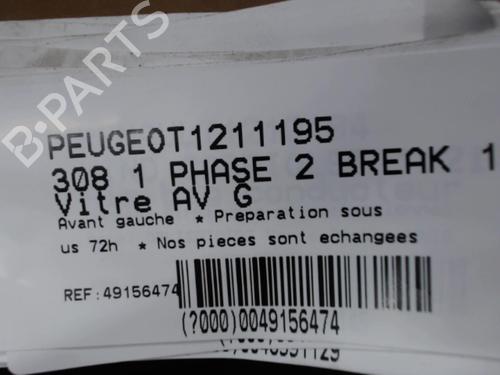 B-PARTS
PEUGEOT1211195
308 1 PHASE 2 BREAK 1
Vitre AV G
Avant gauche * Preparation sous
us 72h * Nos pieces sont echangees
REF:49156474
(?000)0049156474